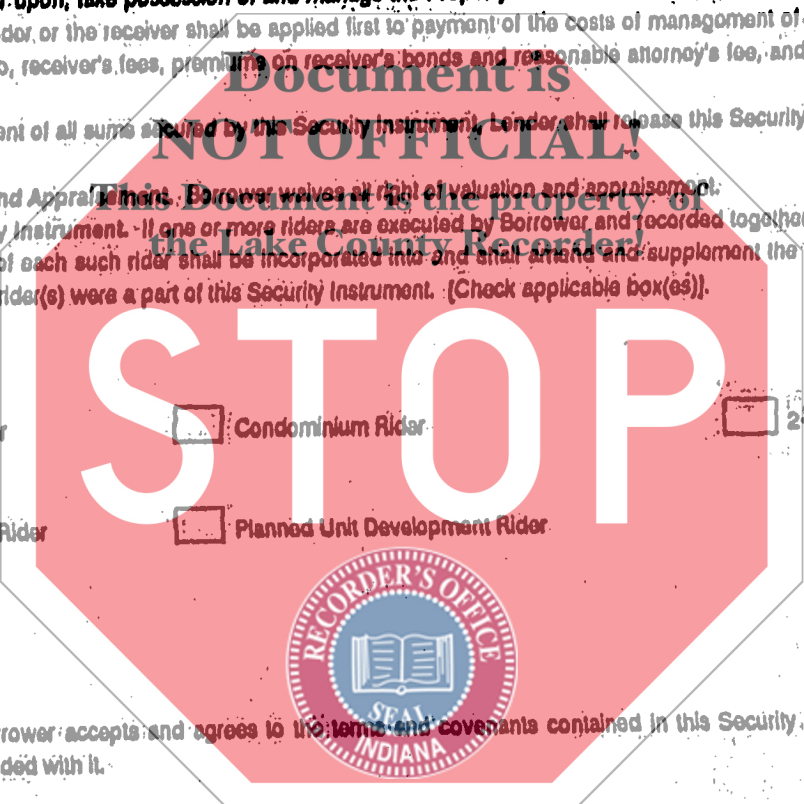 upon, take possession of and manage the Property
der or the receiver shall be applied first to payment of the costs of management of
o, receiver's fees, premiums on receiver's bonds and reasonable attorney's fee, and
Document is
ent of all sums secured by this Security Instrument, Lender shall release this Security
NOT OFFICIAL!
nd Appraisement. Borrower waives all right of valuation and appraisement.
This Document is the property of
y Instrument. If one or more riders are executed by Borrower and recorded together
the Lake County Recorder!
of each such rider shall be incorporated into and shall amend and supplement the
rider(s) were a part of this Security Instrument. [Check applicable box(es)].
STOP
r Condominium Rider 2
Rider Planned Unit Development Rider
RECORDER'S OFFICE
SEAL
INDIANA
rrower accepts and agrees to the terms and covenants contained in this Security
ded with it.